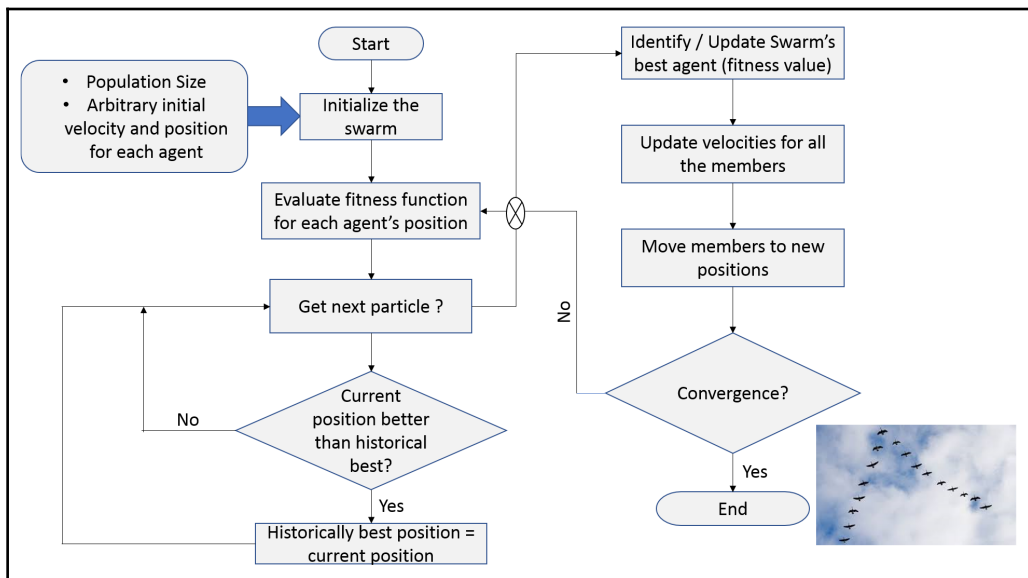 Start
• Population Size
• Arbitrary initial
velocity and position
for each agent
Initialize the
swarm
Evaluate fitness function
for each agent's position
Get next particle ?
No
Current
position better
than historical
best?
Yes
Historically best position =
current position
Identify / Update Swarm's
best agent (fitness value)
Update velocities for all
the members
Move members to new
positions
No
Convergence?
Yes
End